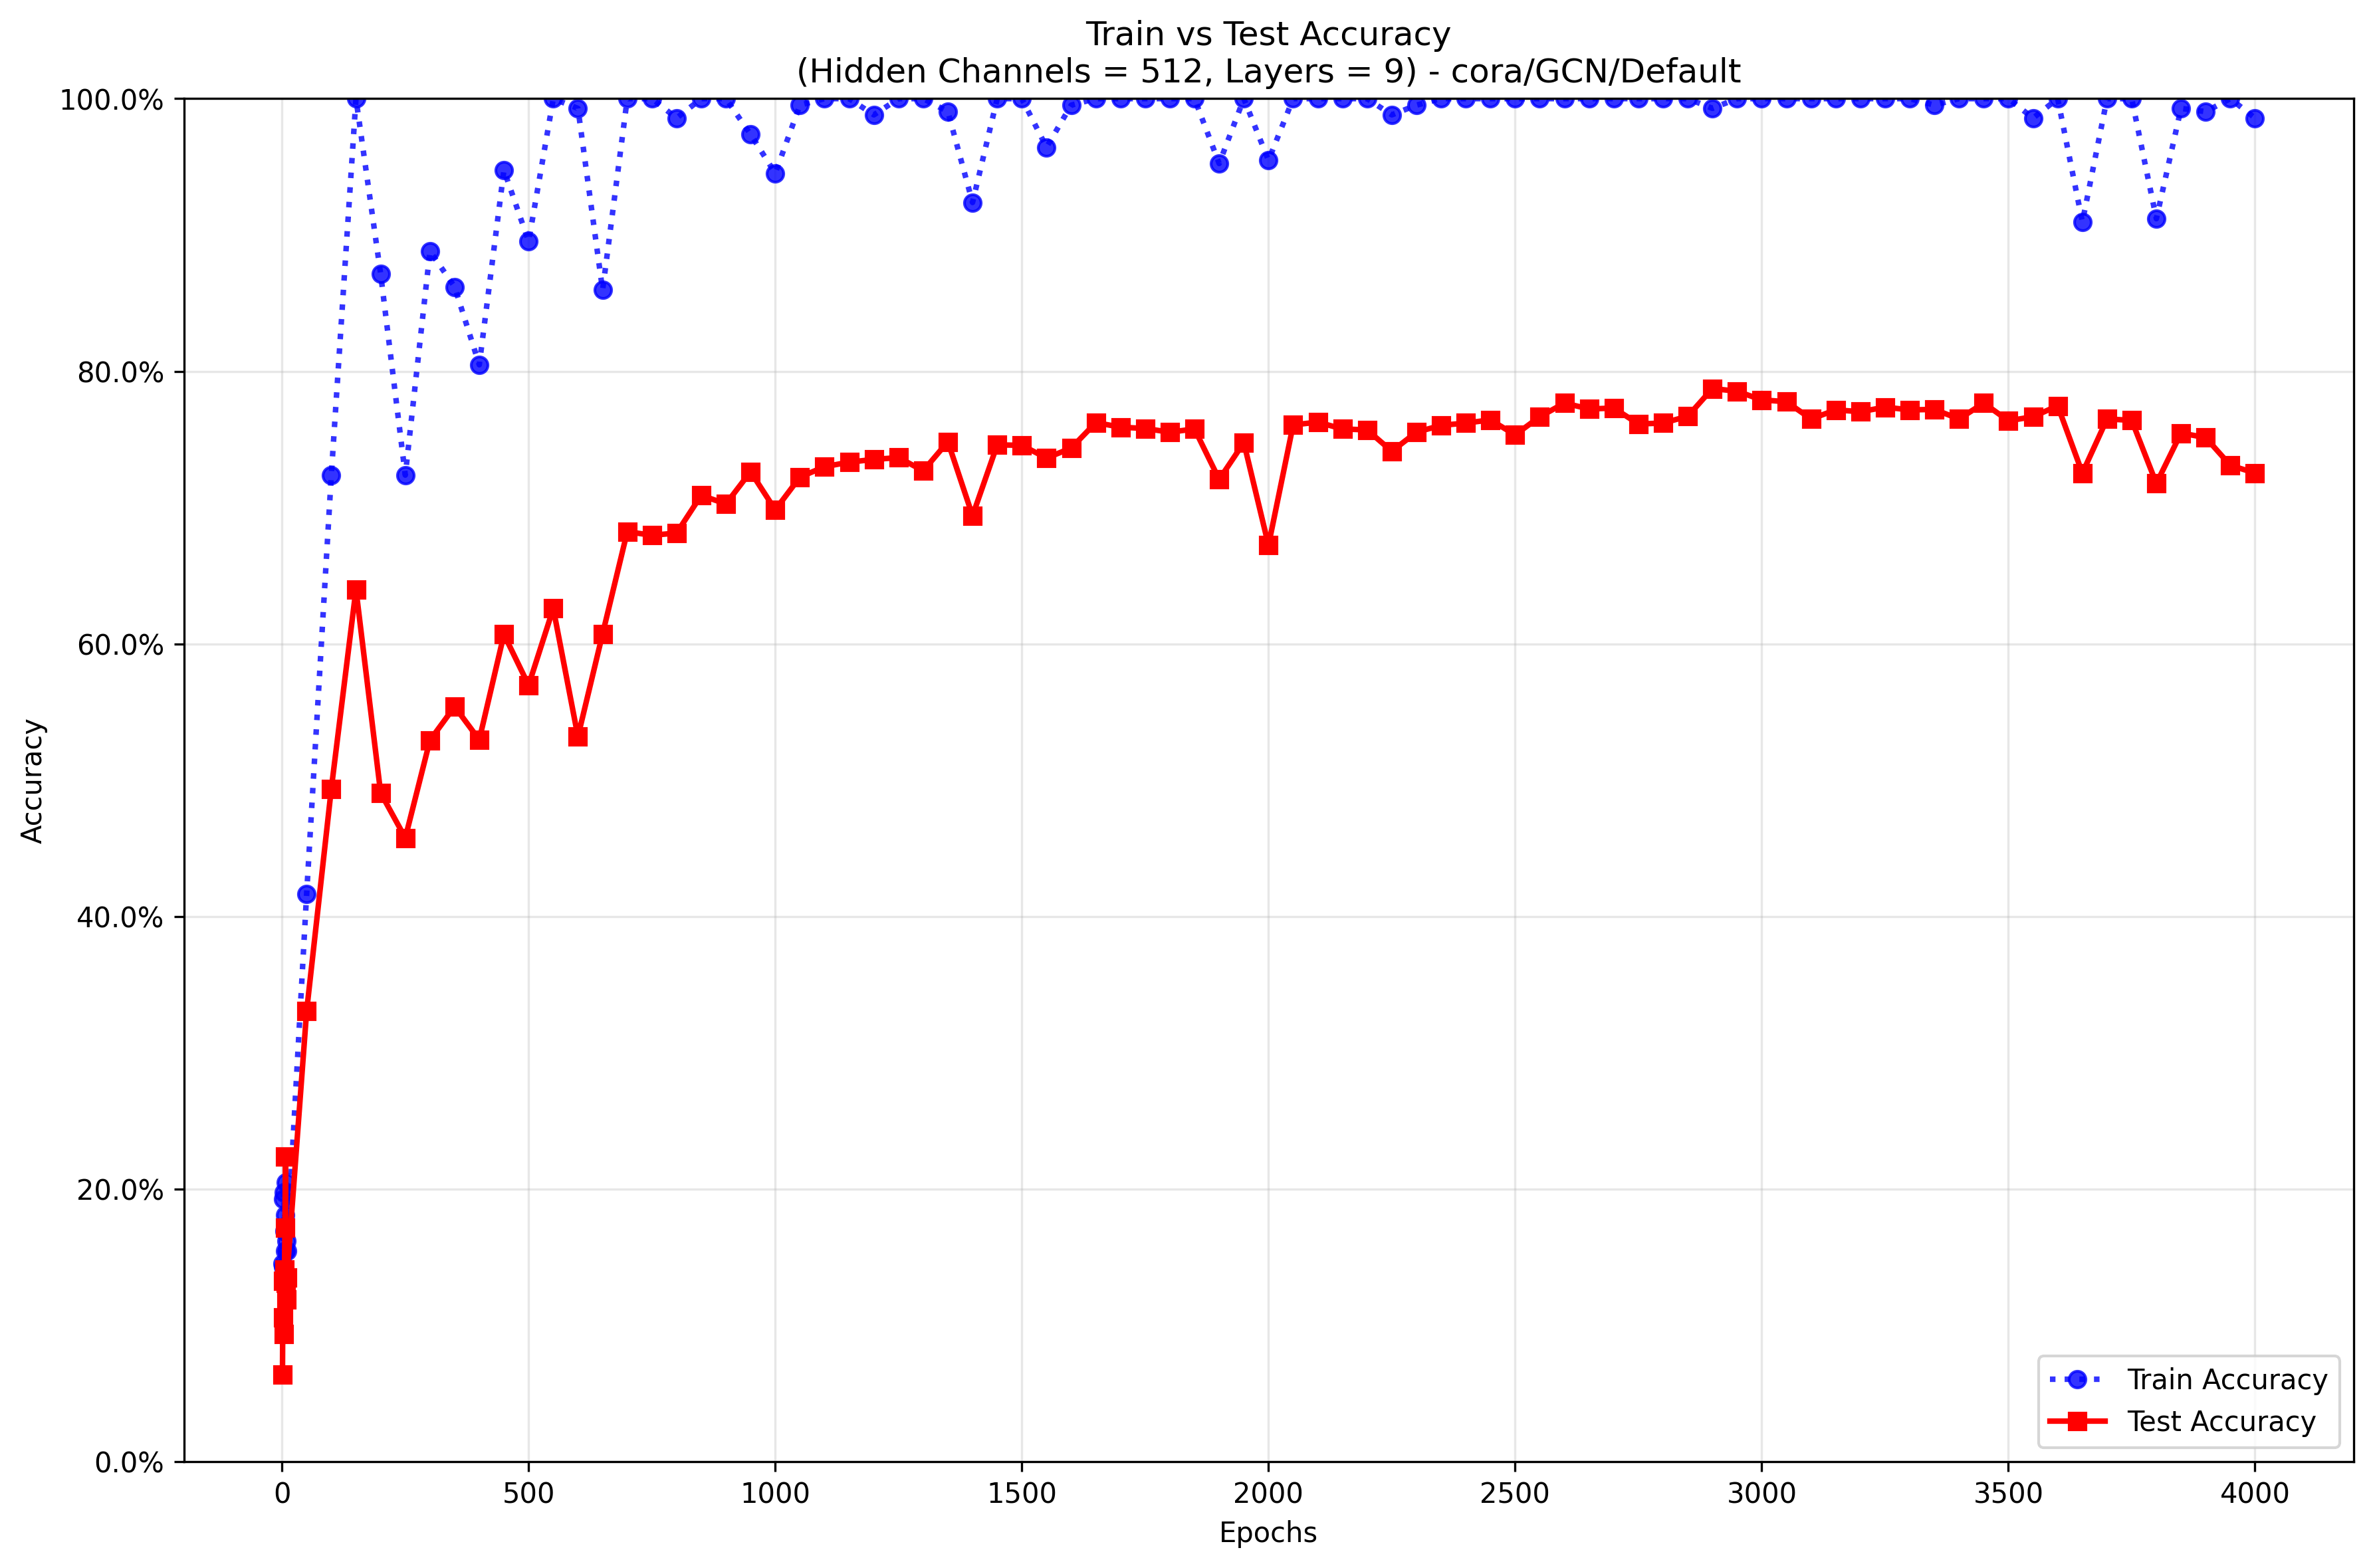 Train vs Test Accuracy
(Hidden Channels = 512, Layers = 9) - cora/GCN/Default
100.0%
80.0%
60.0%
40.0%
20.0%
0.0%
Accuracy
0 500 1000 1500 2000 2500 3000 3500 4000
Epochs
Train Accuracy
Test Accuracy